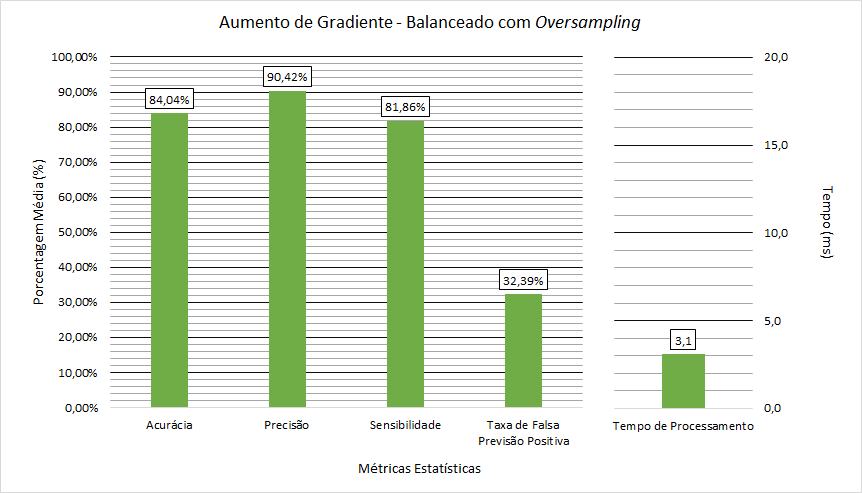 Aumento de Gradiente - Balanceado com Oversampling
Porcentagem Média (%)
100,00%
90,00%
80,00%
70,00%
60,00%
50,00%
40,00%
30,00%
20,00%
10,00%
0,00%
84,04%
90,42%
81,86%
32,39%
3,1
20,0
15,0
10,0
5,0
0,0
Tempo (ms)
Acurácia
Precisão
Sensibilidade
Taxa de Falsa
Previsão Positiva
Tempo de Processamento
Métricas Estatísticas